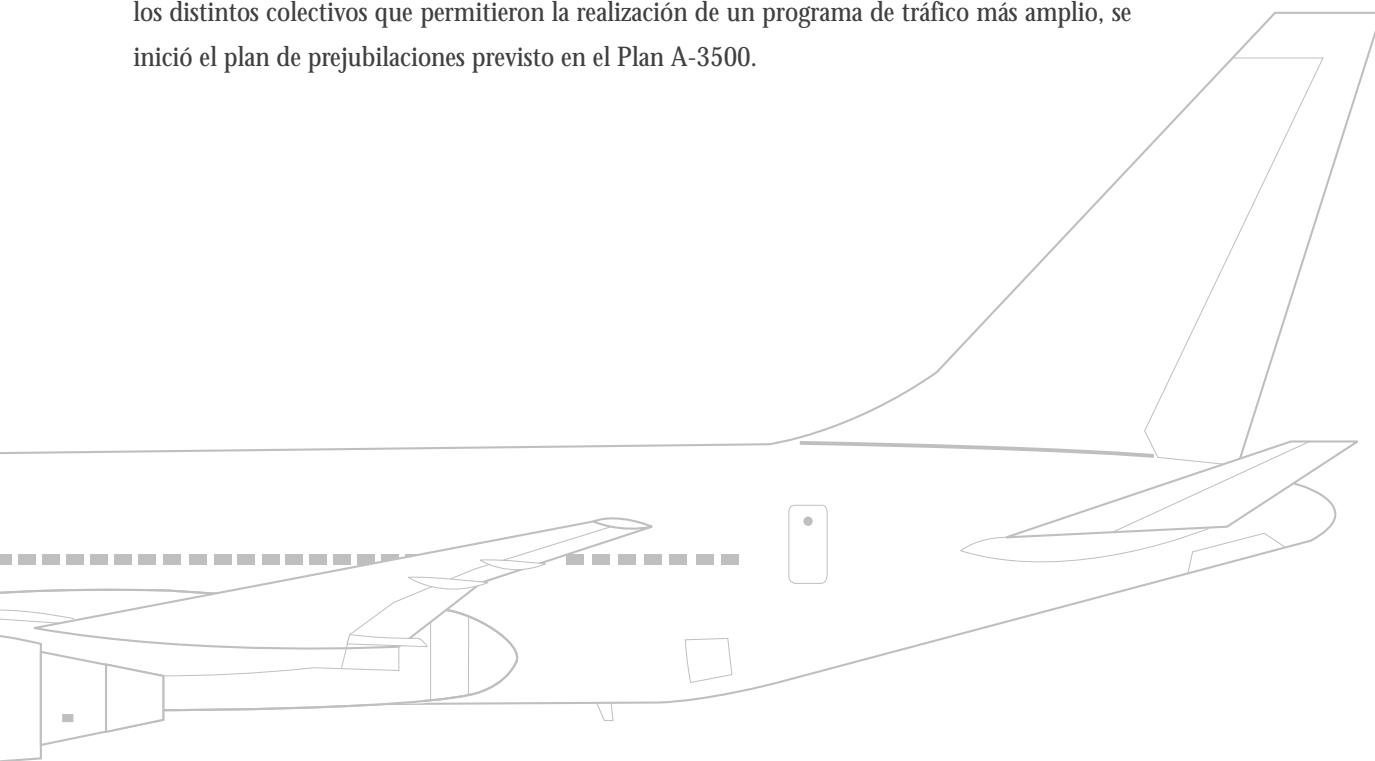 los distintos colectivos que permitieron la realización de un programa de tráfico más amplio, se
inició el plan de prejubilaciones previsto en el Plan A-3500.